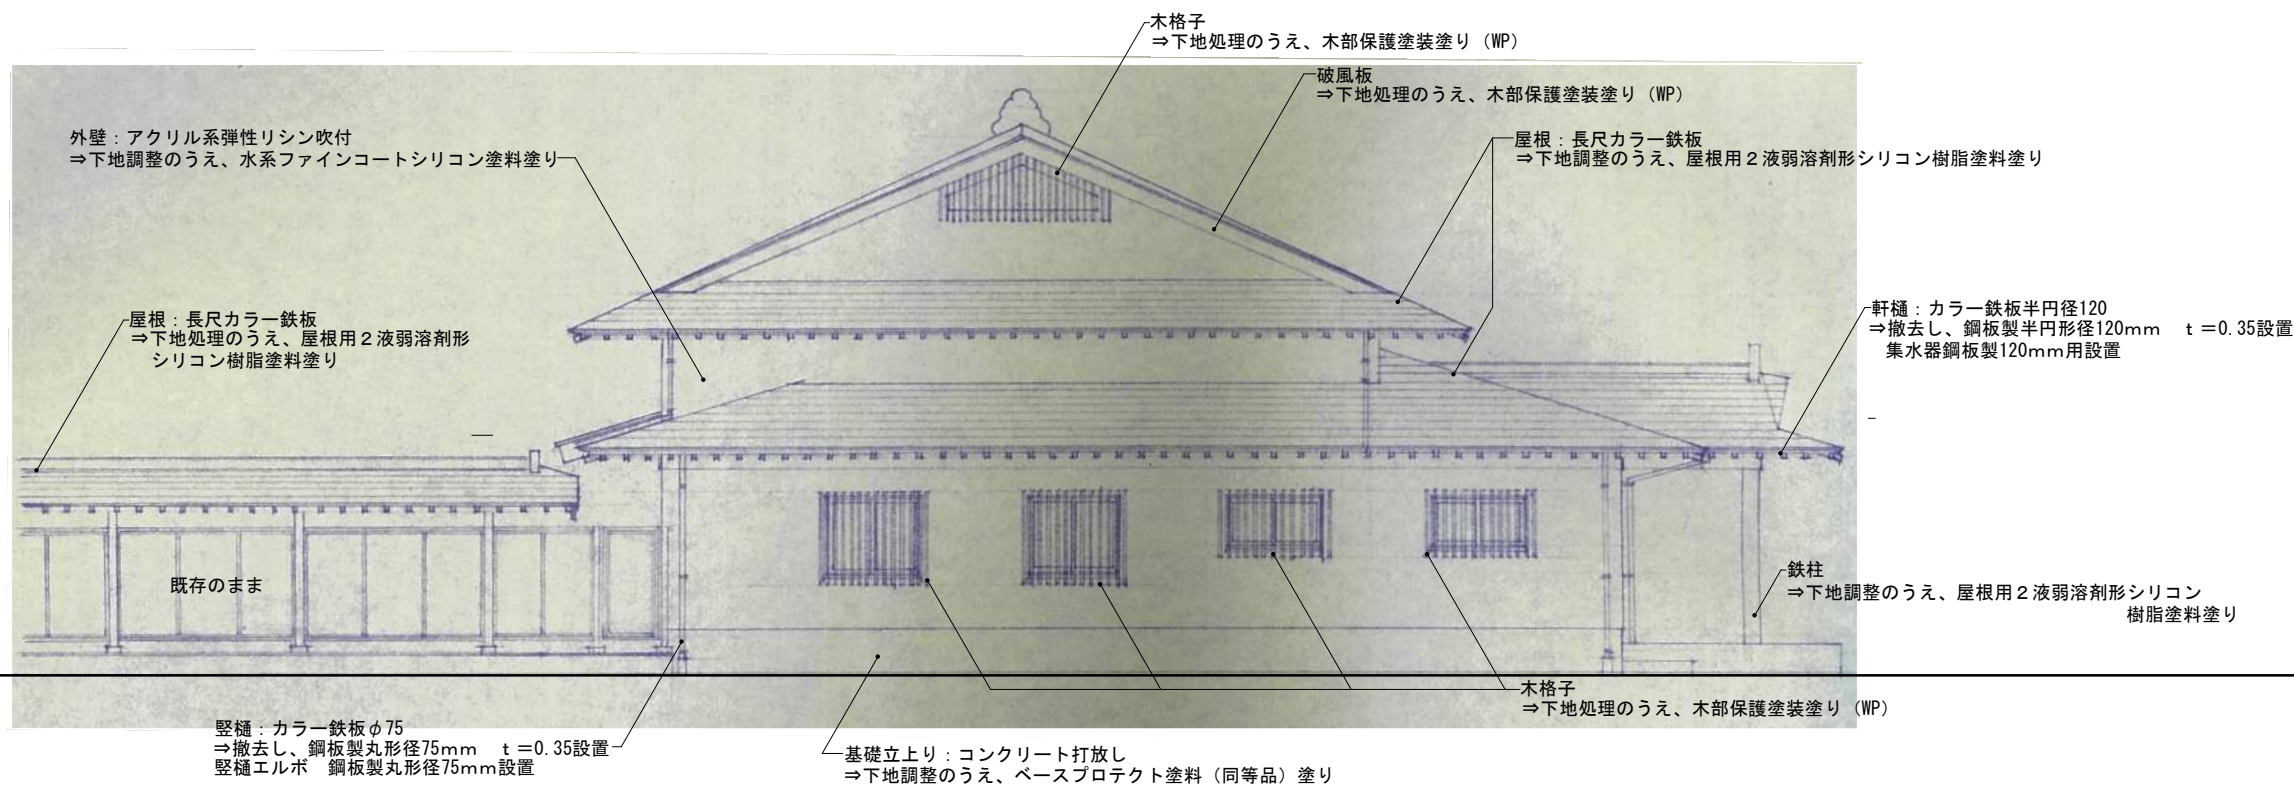 木格子
⇒下地処理のうえ、木部保護塗装塗り（WP）
破風板
⇒下地処理のうえ、木部保護塗装塗り（WP）
外壁：アクリル系弾性リシン吹付
⇒下地調整のうえ、水系ファインコートシリコン塗料塗り
屋根：長尺カラー鉄板
⇒下地調整のうえ、屋根用２液弱溶剤形シリコン樹脂塗料塗り
屋根：長尺カラー鉄板
⇒下地処理のうえ、屋根用２液弱溶剤形
シリコン樹脂塗料塗り
軒樋：カラー鉄板半円径120
⇒撤去し、鋼板製半円形径120mm　ｔ＝0.35設置
集水器鋼板製120mm用設置
既存のまま
鉄柱
⇒下地調整のうえ、屋根用２液弱溶剤形シリコン
樹脂塗料塗り
木格子
⇒下地処理のうえ、木部保護塗装塗り（WP）
竪樋：カラー鉄板φ75
⇒撤去し、鋼板製丸形径75mm　ｔ＝0.35設置
竪樋エルボ　鋼板製丸形径75mm設置
基礎立上り：コンクリート打放し
⇒下地調整のうえ、ベースプロテクト塗料（同等品）塗り